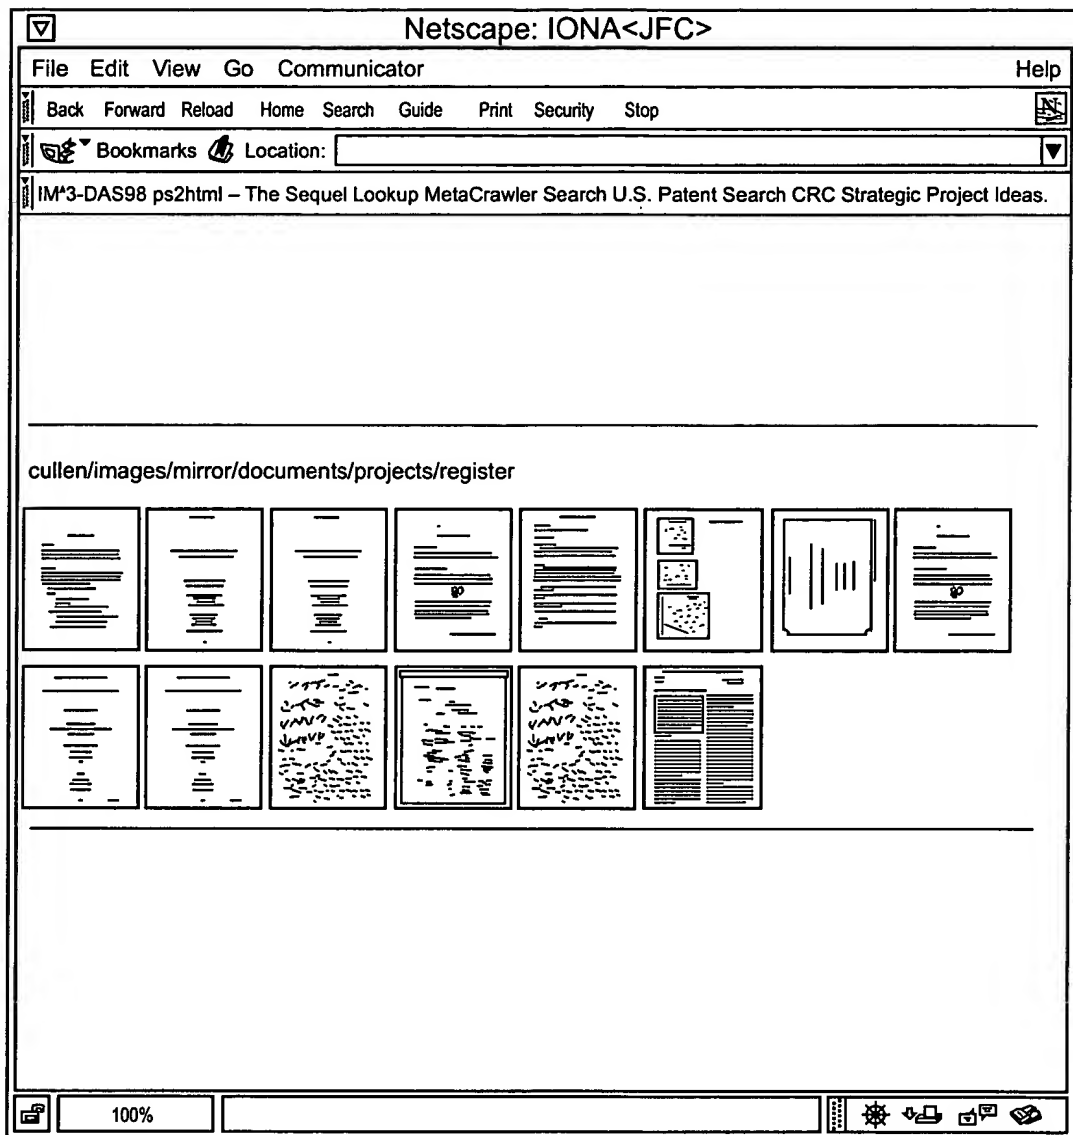 Netscape: IONA<JFC>
File Edit View Go Communicator Help
Back Forward Reload Home Search Guide Print Security Stop
Bookmarks Location:
IM^3-DAS98 ps2html – The Sequel Lookup MetaCrawler Search U.S. Patent Search CRC Strategic Project Ideas.
cullen/images/mirror/documents/projects/register
100%